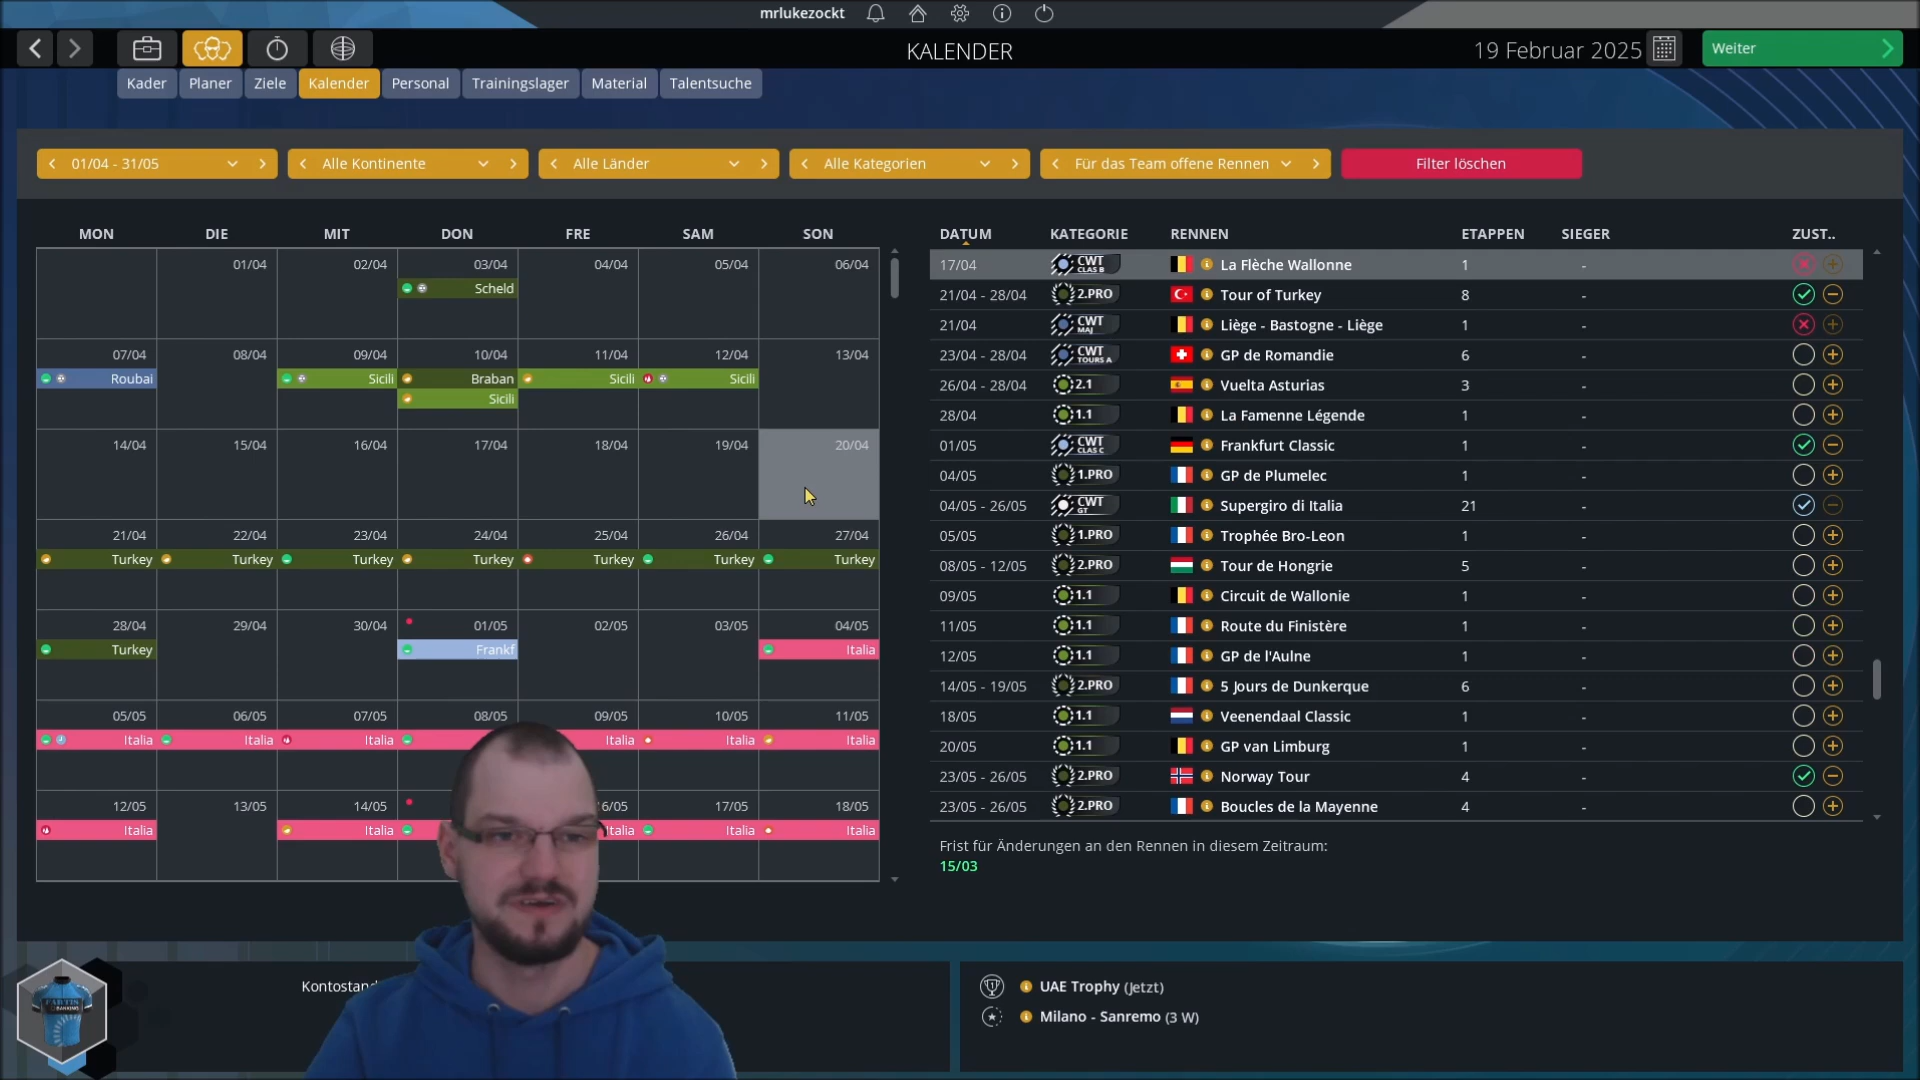 mrlukezockt
KALENDER
19 Februar 2025
Weiter
Kader
Planer
Ziele
Kalender
Personal
Trainingslager
Material
Talentsuche
01/04 - 31/05
Alle Kontinente
Alle Länder
Alle Kategorien
Für das Team offene Rennen
Filter löschen
MON DIE MIT DON FRE SAM SON
01/04 02/04 03/04 04/04 05/04 06/04
Scheld
07/04 08/04 09/04 10/04 11/04 12/04 13/04
Roubai Sicili Braban Sicili Sicili
Sicili
14/04 15/04 16/04 17/04 18/04 19/04 20/04
21/04 22/04 23/04 24/04 25/04 26/04 27/04
Turkey Turkey Turkey Turkey Turkey Turkey Turkey
28/04 29/04 30/04 01/05 02/05 03/05 04/05
Turkey Frankf Italia
05/05 06/05 07/05 08/05 09/05 10/05 11/05
Italia Italia Italia Italia Italia Italia
12/05 13/05 14/05 6/05 17/05 18/05
Italia Italia Italia Italia Italia
DATUM KATEGORIE RENNEN ETAPPEN SIEGER ZUST..
17/04 CWT CLAS B La Flèche Wallonne 1 -
21/04 - 28/04 2.PRO Tour of Turkey 8 -
21/04 CWT MAJ Liège - Bastogne - Liège 1 -
23/04 - 28/04 CWT TOURS A GP de Romandie 6 -
26/04 - 28/04 2.1 Vuelta Asturias 3 -
28/04 1.1 La Famenne Légende 1 -
01/05 CWT CLAS C Frankfurt Classic 1 -
04/05 1.PRO GP de Plumelec 1 -
04/05 - 26/05 CWT GT Supergiro di Italia 21 -
05/05 1.PRO Trophée Bro-Leon 1 -
08/05 - 12/05 2.PRO Tour de Hongrie 5 -
09/05 1.1 Circuit de Wallonie 1 -
11/05 1.1 Route du Finistère 1 -
12/05 1.1 GP de l'Aulne 1 -
14/05 - 19/05 2.PRO 5 Jours de Dunkerque 6 -
18/05 1.1 Veenendaal Classic 1 -
20/05 1.1 GP van Limburg 1 -
23/05 - 26/05 2.PRO Norway Tour 4 -
23/05 - 26/05 2.PRO Boucles de la Mayenne 4 -
Frist für Änderungen an den Rennen in diesem Zeitraum:
15/03
Kontostand
UAE Trophy (Jetzt)
Milano - Sanremo (3 W)
BANKING